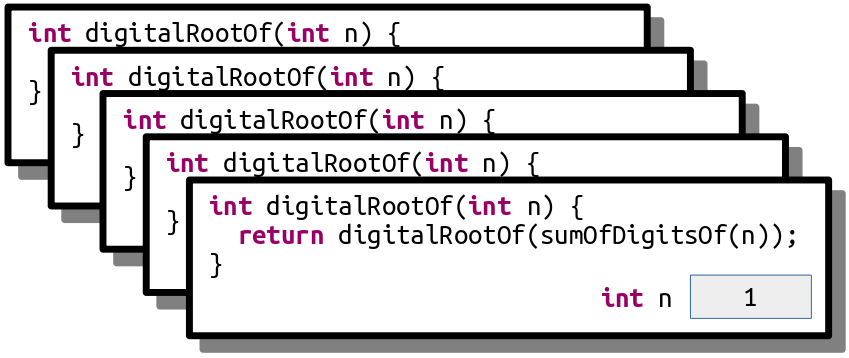 int digitalRootOf(int n) {
}
int digitalRootOf(int n) {
}
int digitalRootOf(int n) {
}
int digitalRootOf(int n) {
}
int digitalRootOf(int n) {
  return digitalRootOf(sumOfDigitsOf(n));
}
int n 1